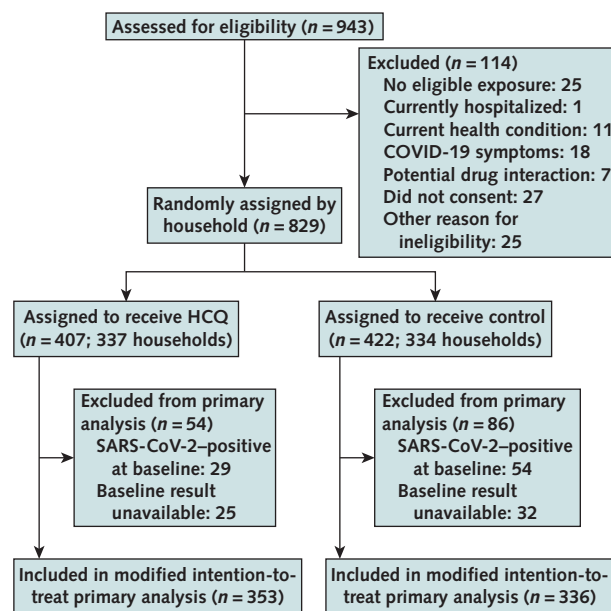 Assessed for eligibility (n = 943)
Excluded (n = 114)
No eligible exposure: 25
Currently hospitalized: 1
Current health condition: 11
COVID-19 symptoms: 18
Potential drug interaction: 7
Did not consent: 27
Other reason for
ineligibility: 25
Randomly assigned by
household (n = 829)
Assigned to receive HCQ
(n = 407; 337 households)
Assigned to receive control
(n = 422; 334 households)
Excluded from primary
analysis (n = 54)
SARS-CoV-2–positive
at baseline: 29
Baseline result
unavailable: 25
Excluded from primary
analysis (n = 86)
SARS-CoV-2–positive
at baseline: 54
Baseline result
unavailable: 32
Included in modified intention-to-
treat primary analysis (n = 353)
Included in modified intention-to-
treat primary analysis (n = 336)